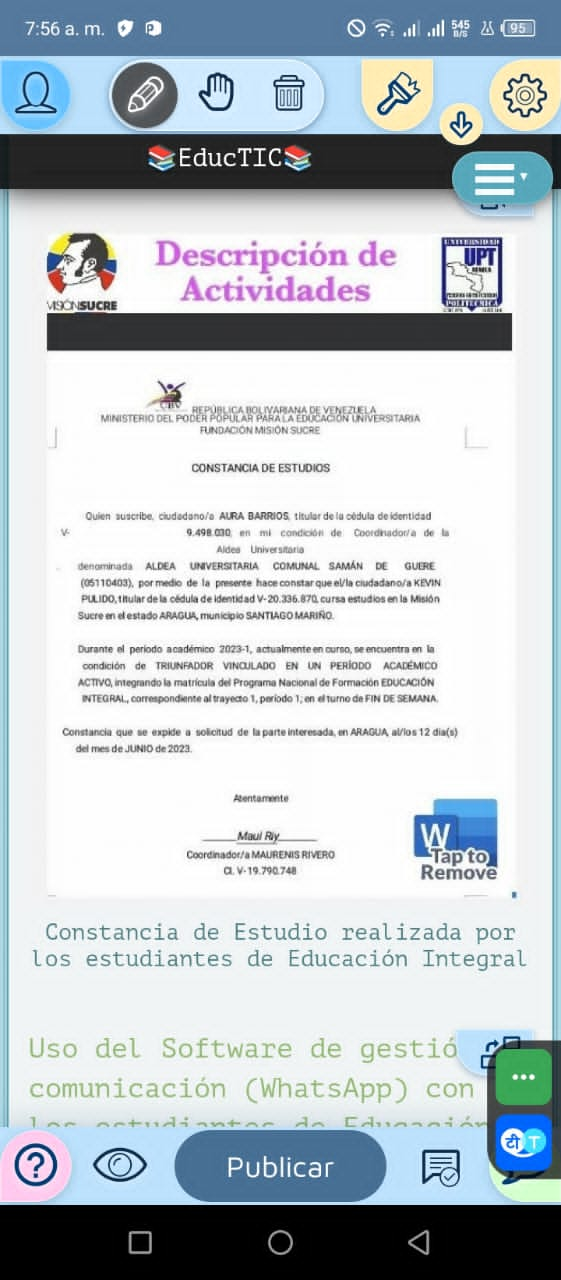 7:56 a. m.
545
B/S
95
📚EducTIC📚
Descripción de
Actividades
MISIÓNSUCRE
UNIVERSIDAD
UPT
ARAGUA
POLITECNICA
REPÚBLICA BOLIVARIANA DE VENEZUELA
MINISTERIO DEL PODER POPULAR PARA LA EDUCACIÓN UNIVERSITARIA
FUNDACIÓN MISIÓN SUCRE
CONSTANCIA DE ESTUDIOS
Quien suscribe, ciudadano/a AURA BARRIOS, titular de la cédula de identidad
V- 9.498.030, en mi condición de Coordinador/a de la
Aldea Universitaria
denominada ALDEA UNIVERSITARIA COMUNAL SAMÁN DE GUERE
(05110403), por medio de la presente hace constar que el/la ciudadano/a KEVIN
PULIDO, titular de la cédula de identidad V-20.336.870, cursa estudios en la Misión
Sucre en el estado ARAGUA, municipio SANTIAGO MARIÑO.
Durante el período académico 2023-1, actualmente en curso, se encuentra en la
condición de TRIUNFADOR VINCULADO EN UN PERÍODO ACADÉMICO
ACTIVO, integrando la matrícula del Programa Nacional de Formación EDUCACIÓN
INTEGRAL, correspondiente al trayecto 1, período 1; en el turno de FIN DE SEMANA.
Constancia que se expide a solicitud de la parte interesada, en ARAGUA, al/los 12 día(s)
del mes de JUNIO de 2023.
Atentamente
Maui Riy
Coordinador/a MAURENIS RIVERO
CI. V-19.790.748
W
Tap to
Remove
Constancia de Estudio realizada por
los estudiantes de Educación Integral
Uso del Software de gestió
comunicación (WhatsApp) con
los estudiantes de Educación
टी T
Publicar